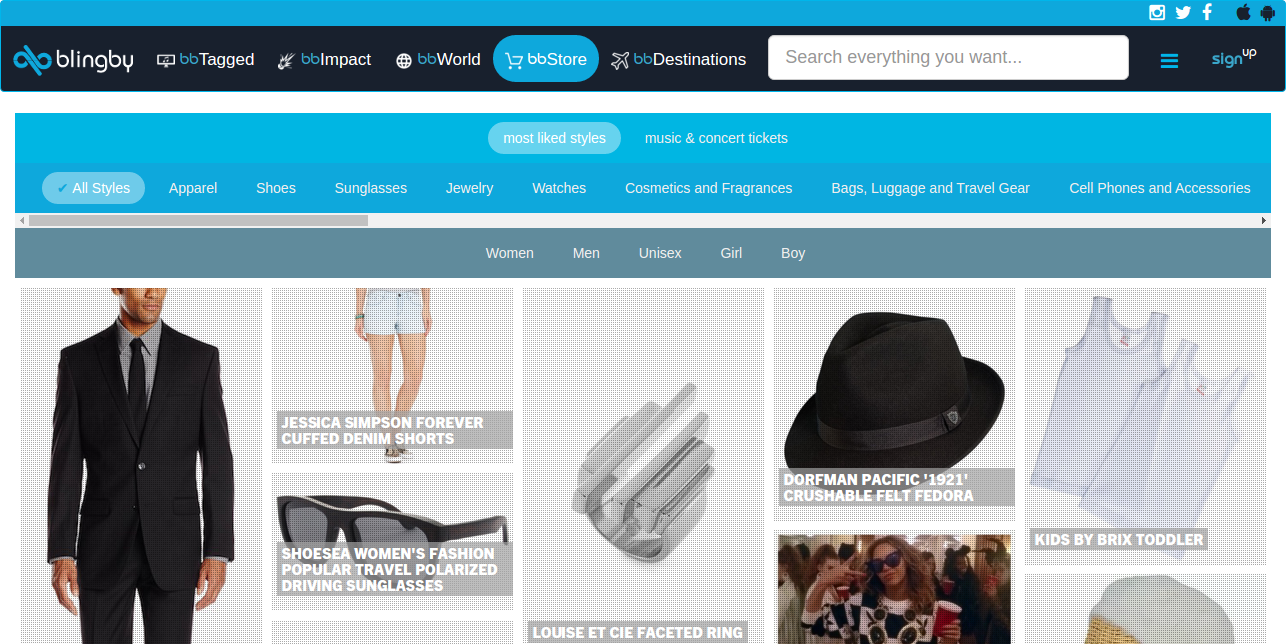 blingby bbTagged bbImpact bbWorld bbStore bbDestinations Search everything you want... signUP
most liked styles music & concert tickets
✔ All Styles Apparel Shoes Sunglasses Jewelry Watches Cosmetics and Fragrances Bags, Luggage and Travel Gear Cell Phones and Accessories
Women Men Unisex Girl Boy
JESSICA SIMPSON FOREVER
CUFFED DENIM SHORTS
SHOESEA WOMEN'S FASHION
POPULAR TRAVEL POLARIZED
DRIVING SUNGLASSES
LOUISE ET CIE FACETED RING
DORFMAN PACIFIC '1921'
CRUSHABLE FELT FEDORA
KIDS BY BRIX TODDLER